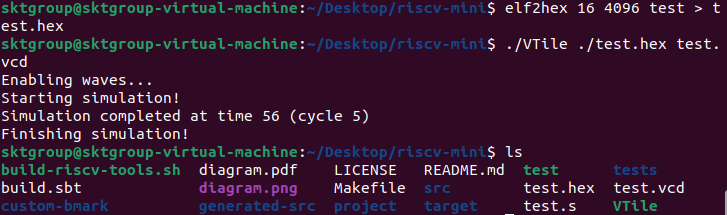 sktgroup@sktgroup-virtual-machine:~/Desktop/riscv-mini$ elf2hex 16 4096 test > t
est.hex
sktgroup@sktgroup-virtual-machine:~/Desktop/riscv-mini$ ./VTile ./test.hex test.
vcd
Enabling waves...
Starting simulation!
Simulation completed at time 56 (cycle 5)
Finishing simulation!
sktgroup@sktgroup-virtual-machine:~/Desktop/riscv-mini$ ls
build-riscv-tools.sh diagram.pdf LICENSE README.md test tests
build.sbt diagram.png Makefile src test.hex test.vcd
custom-bmark generated-src project target test.s VTile